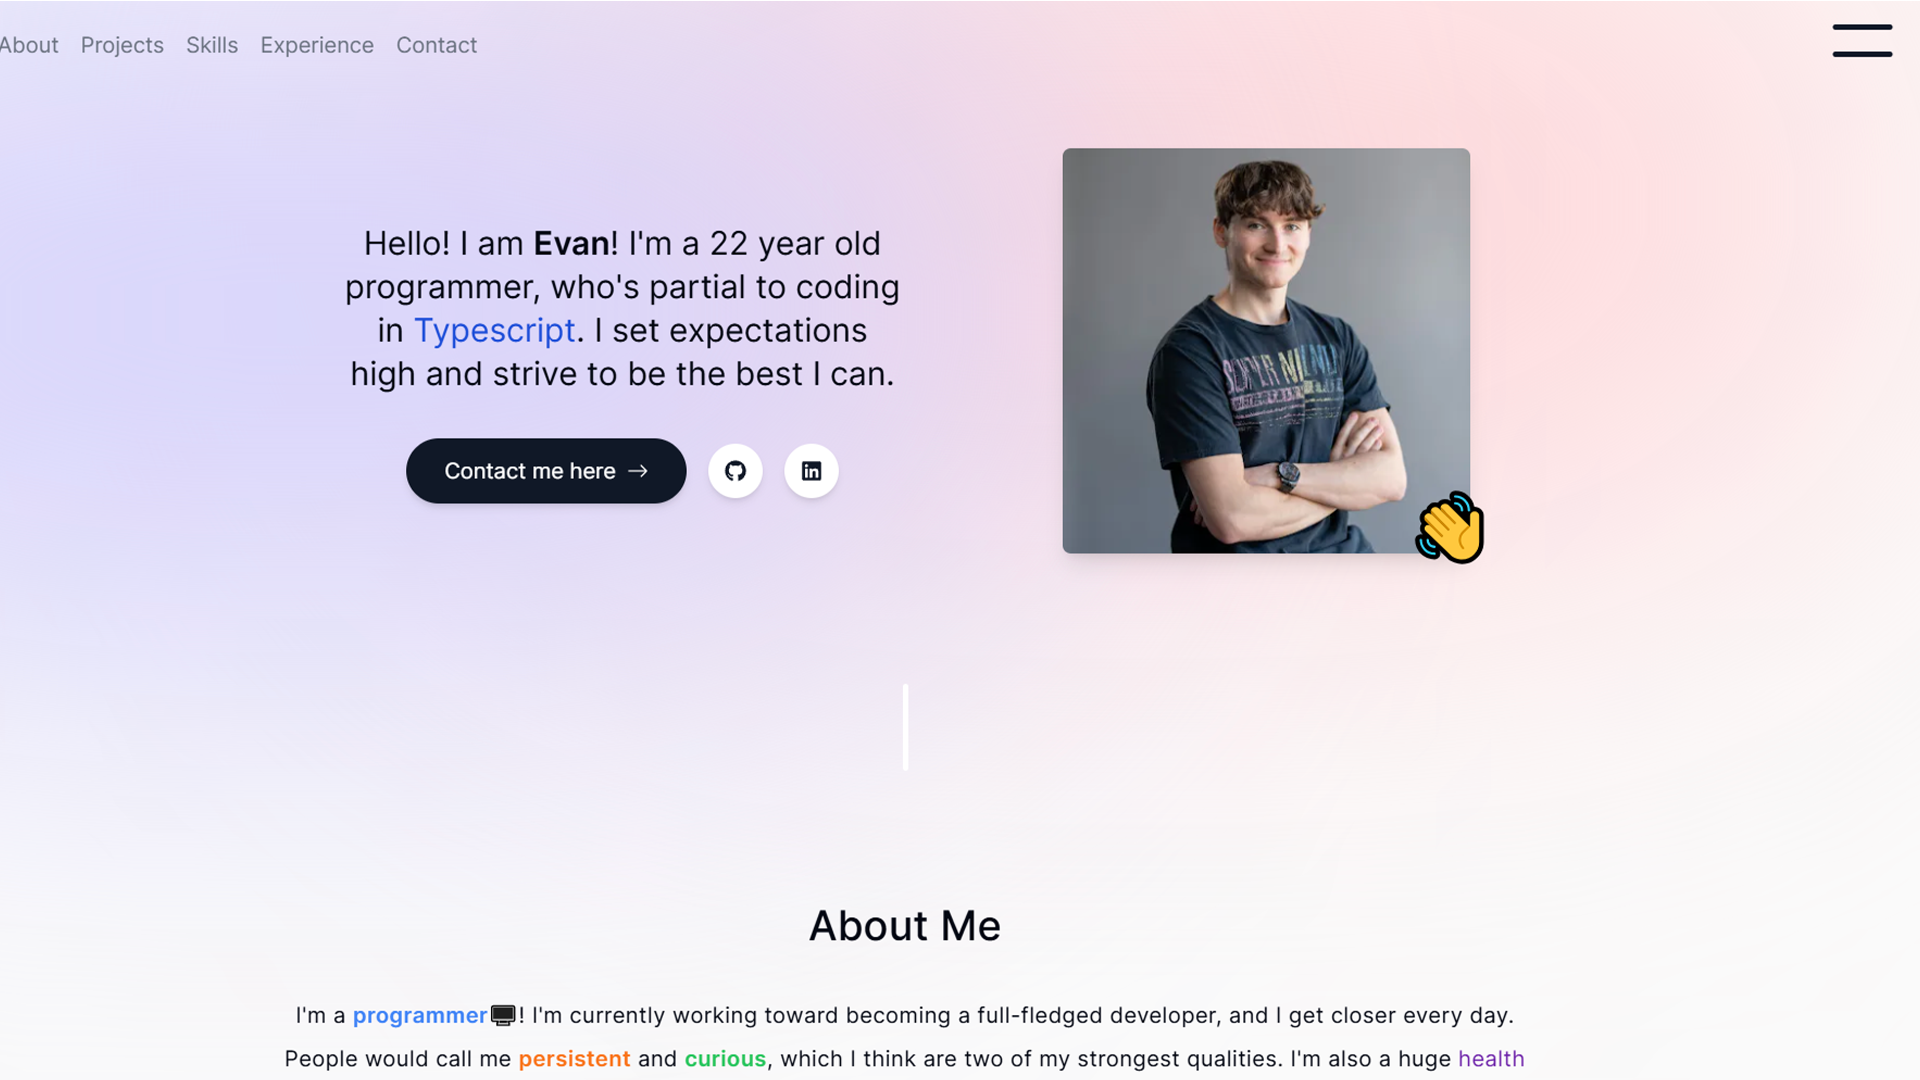 About Projects Skills Experience Contact
Hello! I am Evan! I'm a 22 year old
programmer, who's partial to coding
in Typescript. I set expectations
high and strive to be the best I can.
Contact me here →
in
About Me
I'm a programmer🖥️! I'm currently working toward becoming a full-fledged developer, and I get closer every day.
People would call me persistent and curious, which I think are two of my strongest qualities. I'm also a huge health